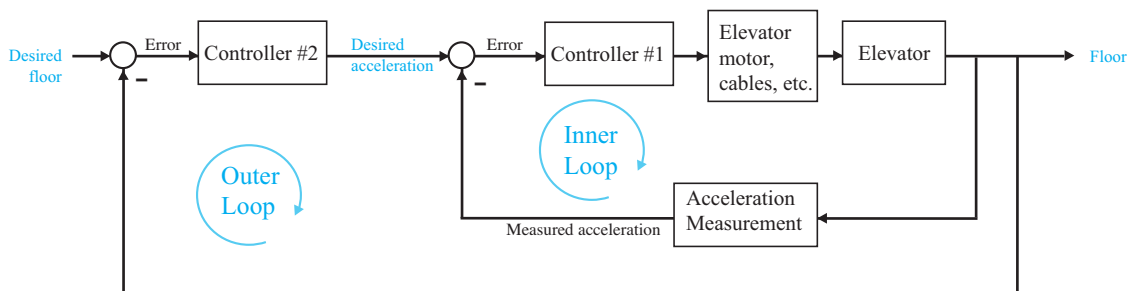 Desired
floor
Error
Controller #2
Desired
acceleration
Error
Controller #1
Elevator
motor,
cables, etc.
Elevator
Floor
-
-
Inner
Loop
Outer
Loop
Acceleration
Measurement
Measured acceleration